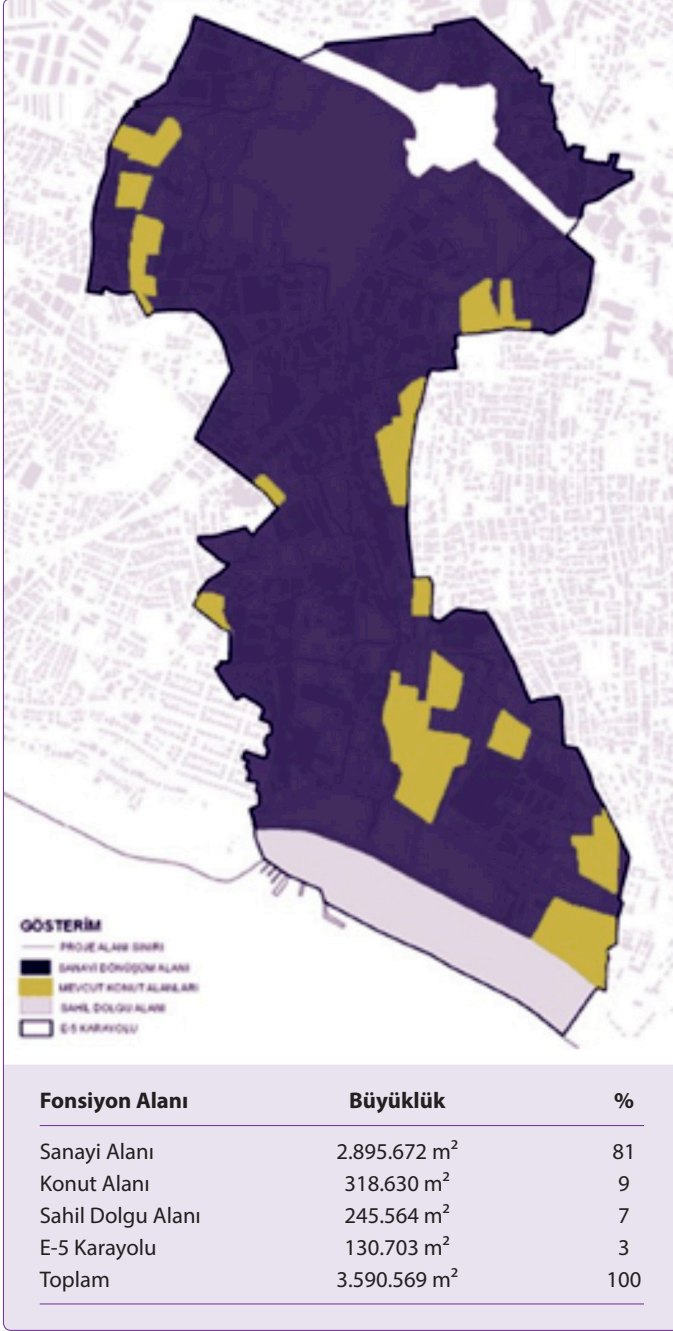 GÖSTERİM
PROJE ALANI SINIRI
SANAYİ DÖNÜŞÜM ALANI
MEVCUT KONUT ALANLARI
SAHİL DOLGU ALANI
E-5 KARAYOLU
Fonsiyon Alanı Büyüklük %
Sanayi Alanı 2.895.672 m² 81
Konut Alanı 318.630 m² 9
Sahil Dolgu Alanı 245.564 m² 7
E-5 Karayolu 130.703 m² 3
Toplam 3.590.569 m² 100